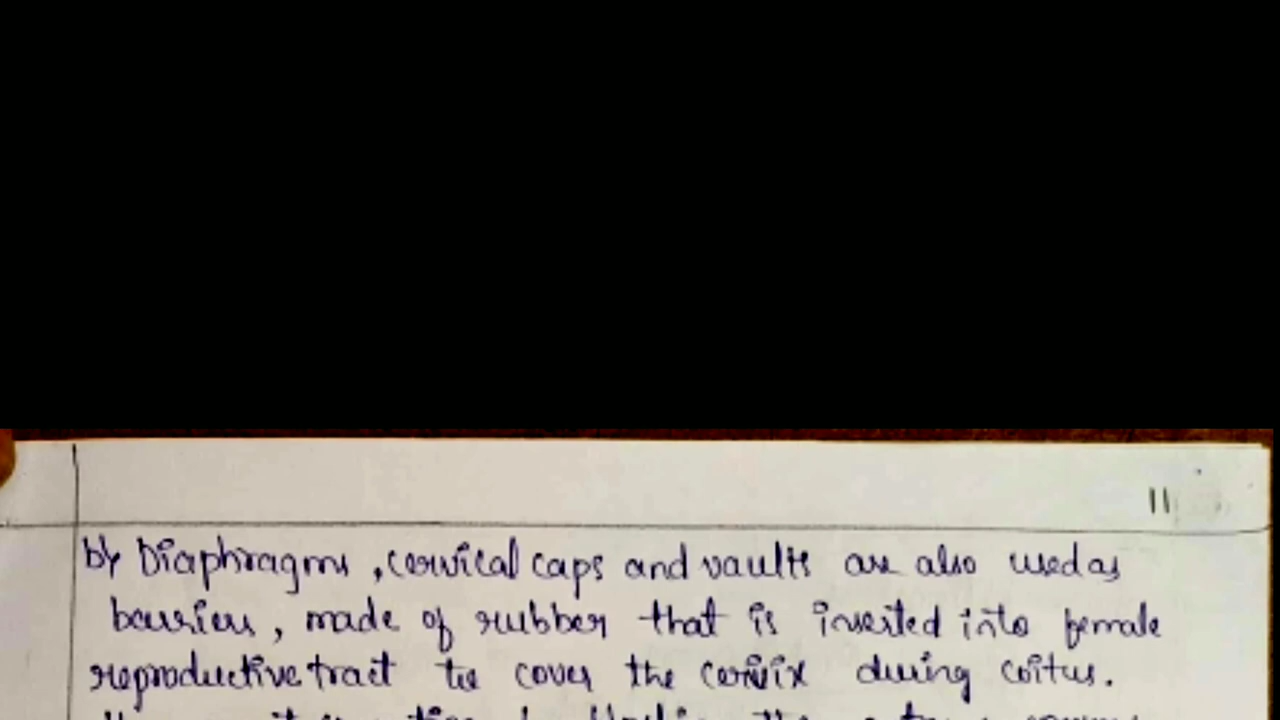 11
by Diaphragms, cervical caps and vaults are also used as
barriers, made of rubber that is inserted into female
reproductive tract to cover the cervix during coitus.